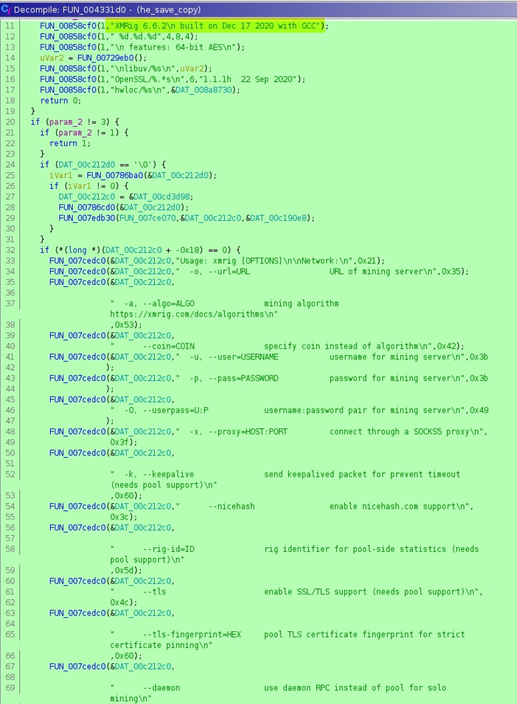 Decompile: FUN_004331d0 - (he_save_copy)
11 FUN_00858cf0(1,"XMRig 6.6.2\n built on Dec 17 2020 with GCC");
12 FUN_00858cf0(1," %d.%d.%d",4,8,4);
13 FUN_00858cf0(1,"\n features: 64-bit AES\n");
14 uVar2 = FUN_00729eb0();
15 FUN_00858cf0(1,"\nlibuv/%s\n",uVar2);
16 FUN_00858cf0(1,"OpenSSL/%.*s\n",6,"1.1.1h  22 Sep 2020");
17 FUN_00858cf0(1,"hwloc/%s\n",&DAT_008a8730);
18 return 0;
19 }
20 if (param_2 != 3) {
21 if (param_2 != 1) {
22 return 1;
23 }
24 if (DAT_00c212d0 == '\0') {
25 iVar1 = FUN_00786ba0(&DAT_00c212d0);
26 if (iVar1 != 0) {
27 DAT_00c212c0 = &DAT_00cd3d98;
28 FUN_00786cd0(&DAT_00c212d0);
29 FUN_007edb30(FUN_007ce070,&DAT_00c212c0,&DAT_00c190e8);
30 }
31 }
32 if (*(long *)(DAT_00c212c0 + -0x18) == 0) {
33 FUN_007cedc0(&DAT_00c212c0,"Usage: xmrig [OPTIONS]\n\nNetwork:\n",0x21);
34 FUN_007cedc0(&DAT_00c212c0,"  -o, --url=URL                 URL of mining server\n",0x35);
35 FUN_007cedc0(&DAT_00c212c0,
36
37 "  -a, --algo=ALGO               mining algorithm
https://xmrig.com/docs/algorithms\n"
38 ,0x53);
39 FUN_007cedc0(&DAT_00c212c0,
40 "      --coin=COIN               specify coin instead of algorithm\n",0x42);
41 FUN_007cedc0(&DAT_00c212c0,"  -u, --user=USERNAME           username for mining server\n",0x3b
42 );
43 FUN_007cedc0(&DAT_00c212c0,"  -p, --pass=PASSWORD           password for mining server\n",0x3b
44 );
45 FUN_007cedc0(&DAT_00c212c0,
46 "  -O, --userpass=U:P            username:password pair for mining server\n",0x49
47 );
48 FUN_007cedc0(&DAT_00c212c0,"  -x, --proxy=HOST:PORT         connect through a SOCKS5 proxy\n",
49 0x3f);
50 FUN_007cedc0(&DAT_00c212c0,
51
52 "  -k, --keepalive               send keepalived packet for prevent timeout
(needs pool support)\n"
53 ,0x60);
54 FUN_007cedc0(&DAT_00c212c0,"      --nicehash                enable nicehash.com support\n",
55 0x3c);
56 FUN_007cedc0(&DAT_00c212c0,
57
58 "      --rig-id=ID               rig identifier for pool-side statistics (needs
pool support)\n"
59 ,0x5d);
60 FUN_007cedc0(&DAT_00c212c0,
61 "      --tls                     enable SSL/TLS support (needs pool support)\n",
62 0x4c);
63 FUN_007cedc0(&DAT_00c212c0,
64
65 "      --tls-fingerprint=HEX     pool TLS certificate fingerprint for strict
certificate pinning\n"
66 ,0x60);
67 FUN_007cedc0(&DAT_00c212c0,
68
69 "      --daemon                  use daemon RPC instead of pool for solo
mining\n"